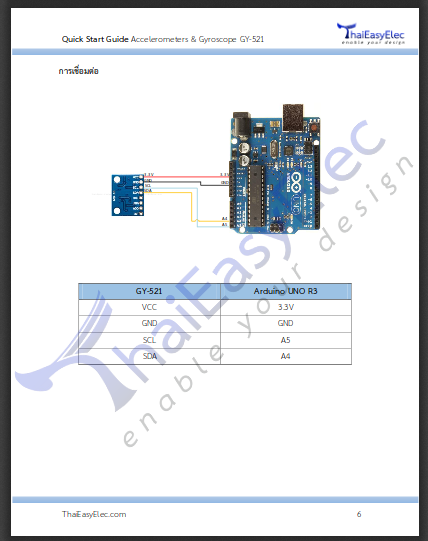 ThaiEasyElec
enable your design
Quick Start Guide Accelerometers & Gyroscope GY-521
การเชื่อมต่อ
3.3V
GND
SCL
SDA
3.3V
GND
A4
A5
GY-521 Arduino UNO R3
VCC 3.3V
GND GND
SCL A5
SDA A4
ThaiEasyElec
enable your design
ThaiEasyElec.com 6